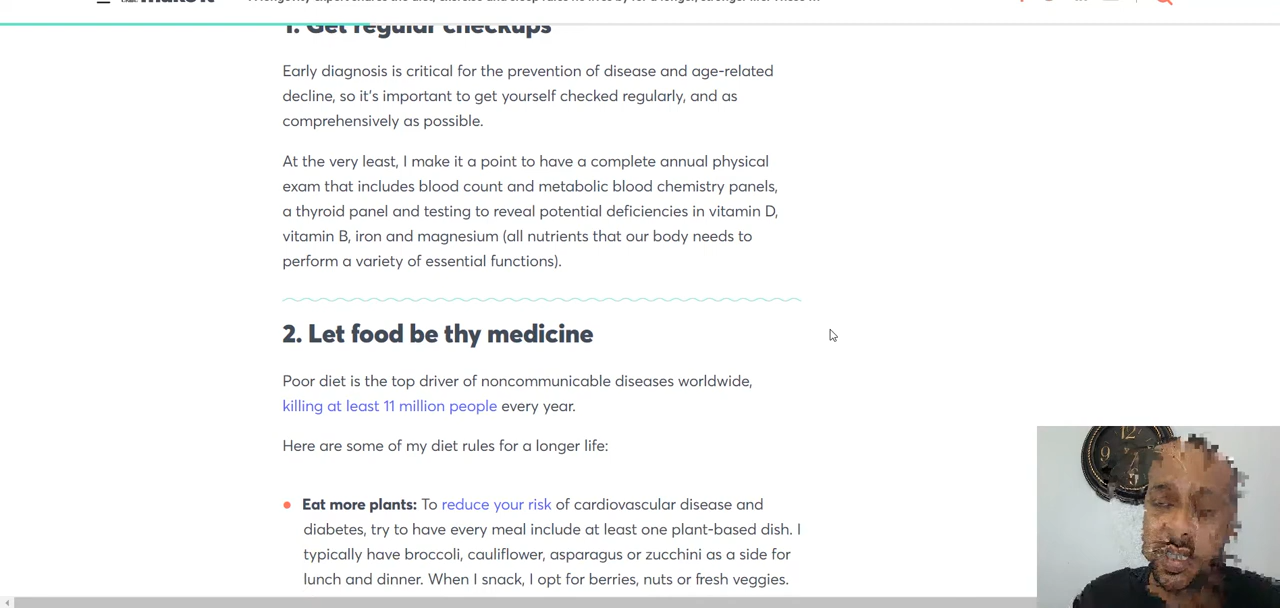 1. Get regular checkups
Early diagnosis is critical for the prevention of disease and age-related
decline, so it's important to get yourself checked regularly, and as
comprehensively as possible.
At the very least, I make it a point to have a complete annual physical
exam that includes blood count and metabolic blood chemistry panels,
a thyroid panel and testing to reveal potential deficiencies in vitamin D,
vitamin B, iron and magnesium (all nutrients that our body needs to
perform a variety of essential functions).
2. Let food be thy medicine
Poor diet is the top driver of noncommunicable diseases worldwide,
killing at least 11 million people every year.
Here are some of my diet rules for a longer life:
Eat more plants: To reduce your risk of cardiovascular disease and
diabetes, try to have every meal include at least one plant-based dish. I
typically have broccoli, cauliflower, asparagus or zucchini as a side for
lunch and dinner. When I snack, I opt for berries, nuts or fresh veggies.
12
9